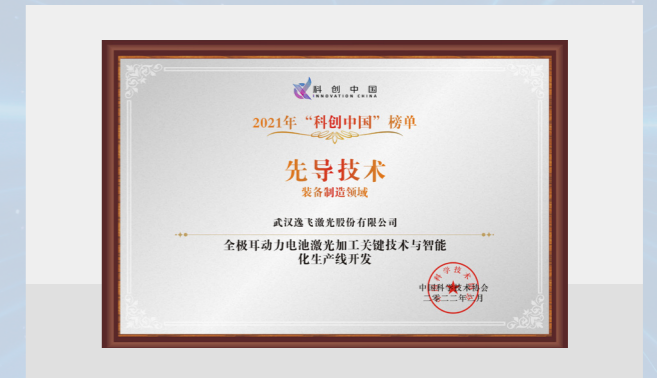 科创中国
INNOVATION CHINA
2021年“科创中国”榜单
先导技术
装备制造领域
武汉逸飞激光股份有限公司
全极耳动力电池激光加工关键技术与智能
化生产线开发
中国科学技术协会
二零二二年二月